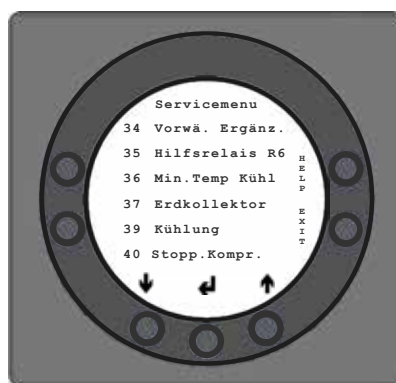 Servicemenu
34 Vorwä. Ergänz.
35 Hilfsrelais R6
36 Min.Temp Kühl
37 Erdkollektor
39 Kühlung
40 Stopp.Kompr.
HELP
EXIT